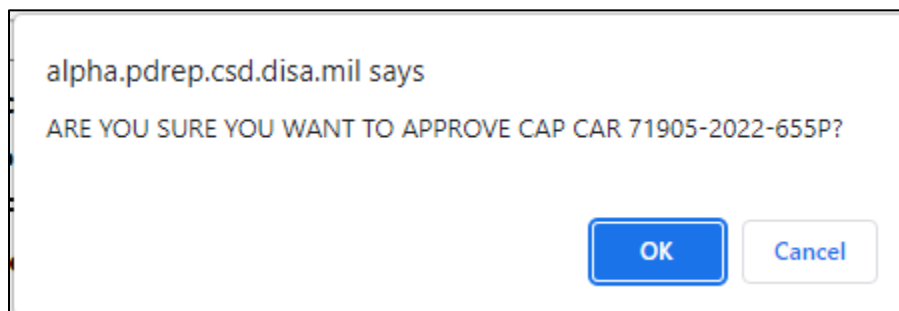 alpha.pdrep.csd.disa.mil says
ARE YOU SURE YOU WANT TO APPROVE CAP CAR 71905-2022-655P?
OK Cancel